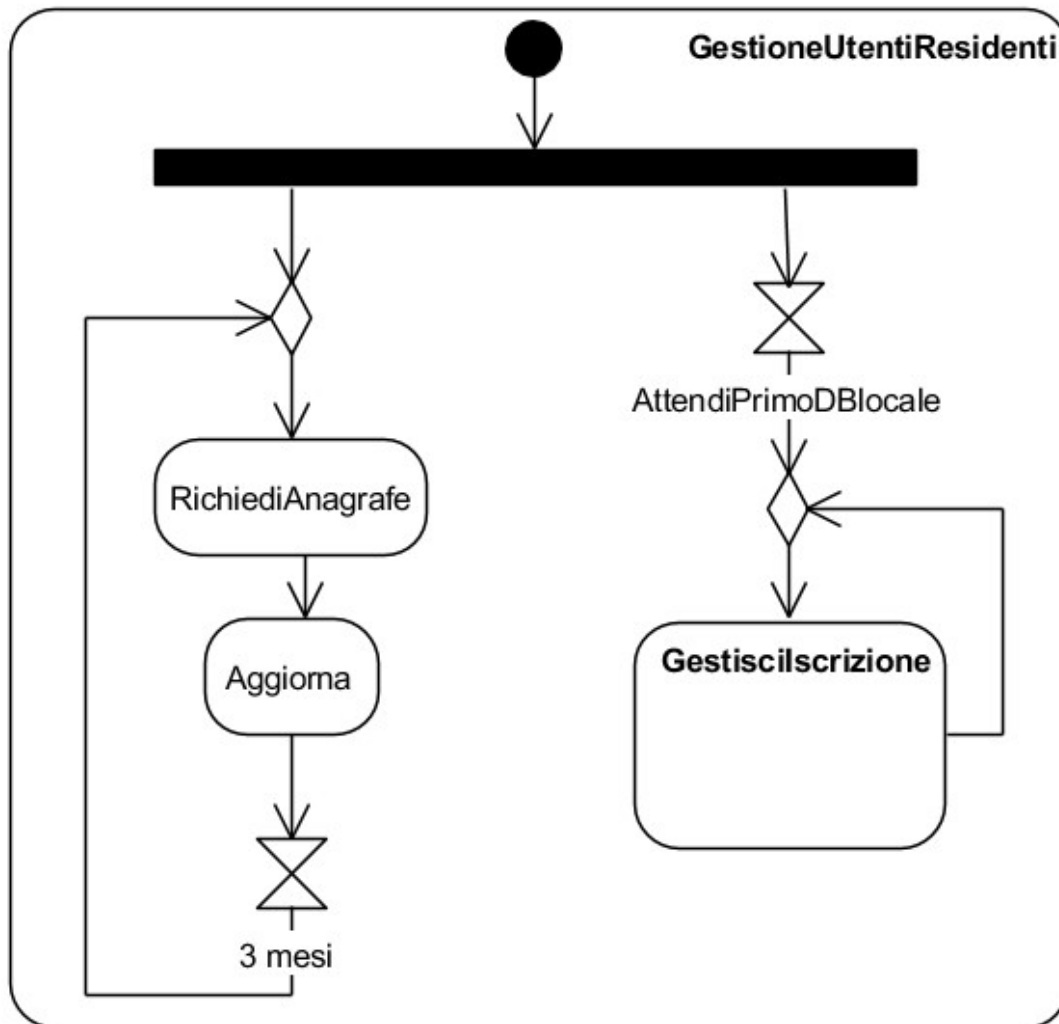 GestioneUtentiResidenti
AttendiPrimoDBlocale
RichiediAnagrafe
GestisciIscrizione
Aggiorna
3 mesi